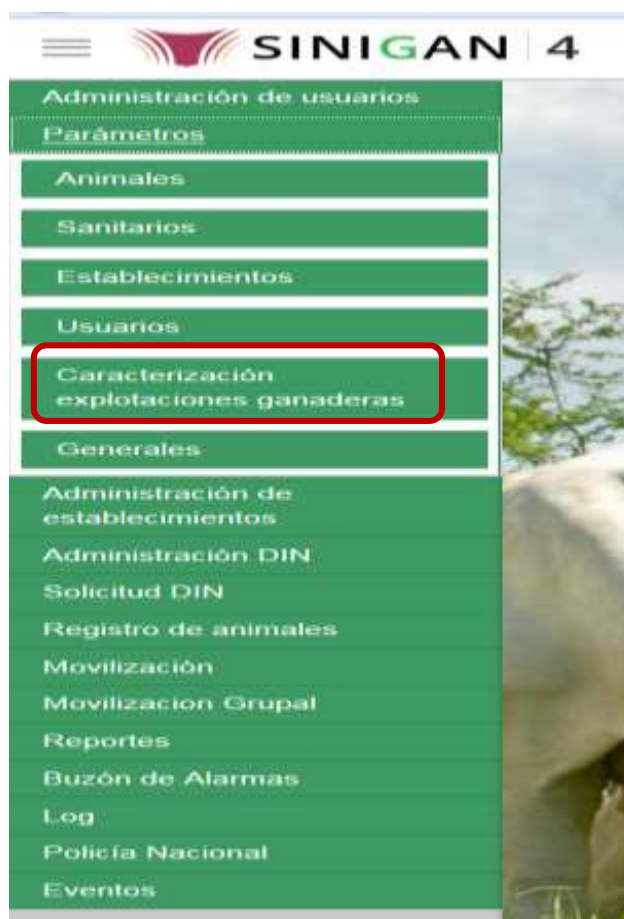 SINIGAN 4
Administración de usuarios
Parámetros
Animales
Sanitarios
Establecimientos
Usuarios
Caracterización
explotaciones ganaderas
Generales
Administración de
establecimientos
Administración DIN
Solicitud DIN
Registro de animales
Movilización
Movilizacion Grupal
Reportes
Buzón de Alarmas
Log
Policía Nacional
Eventos